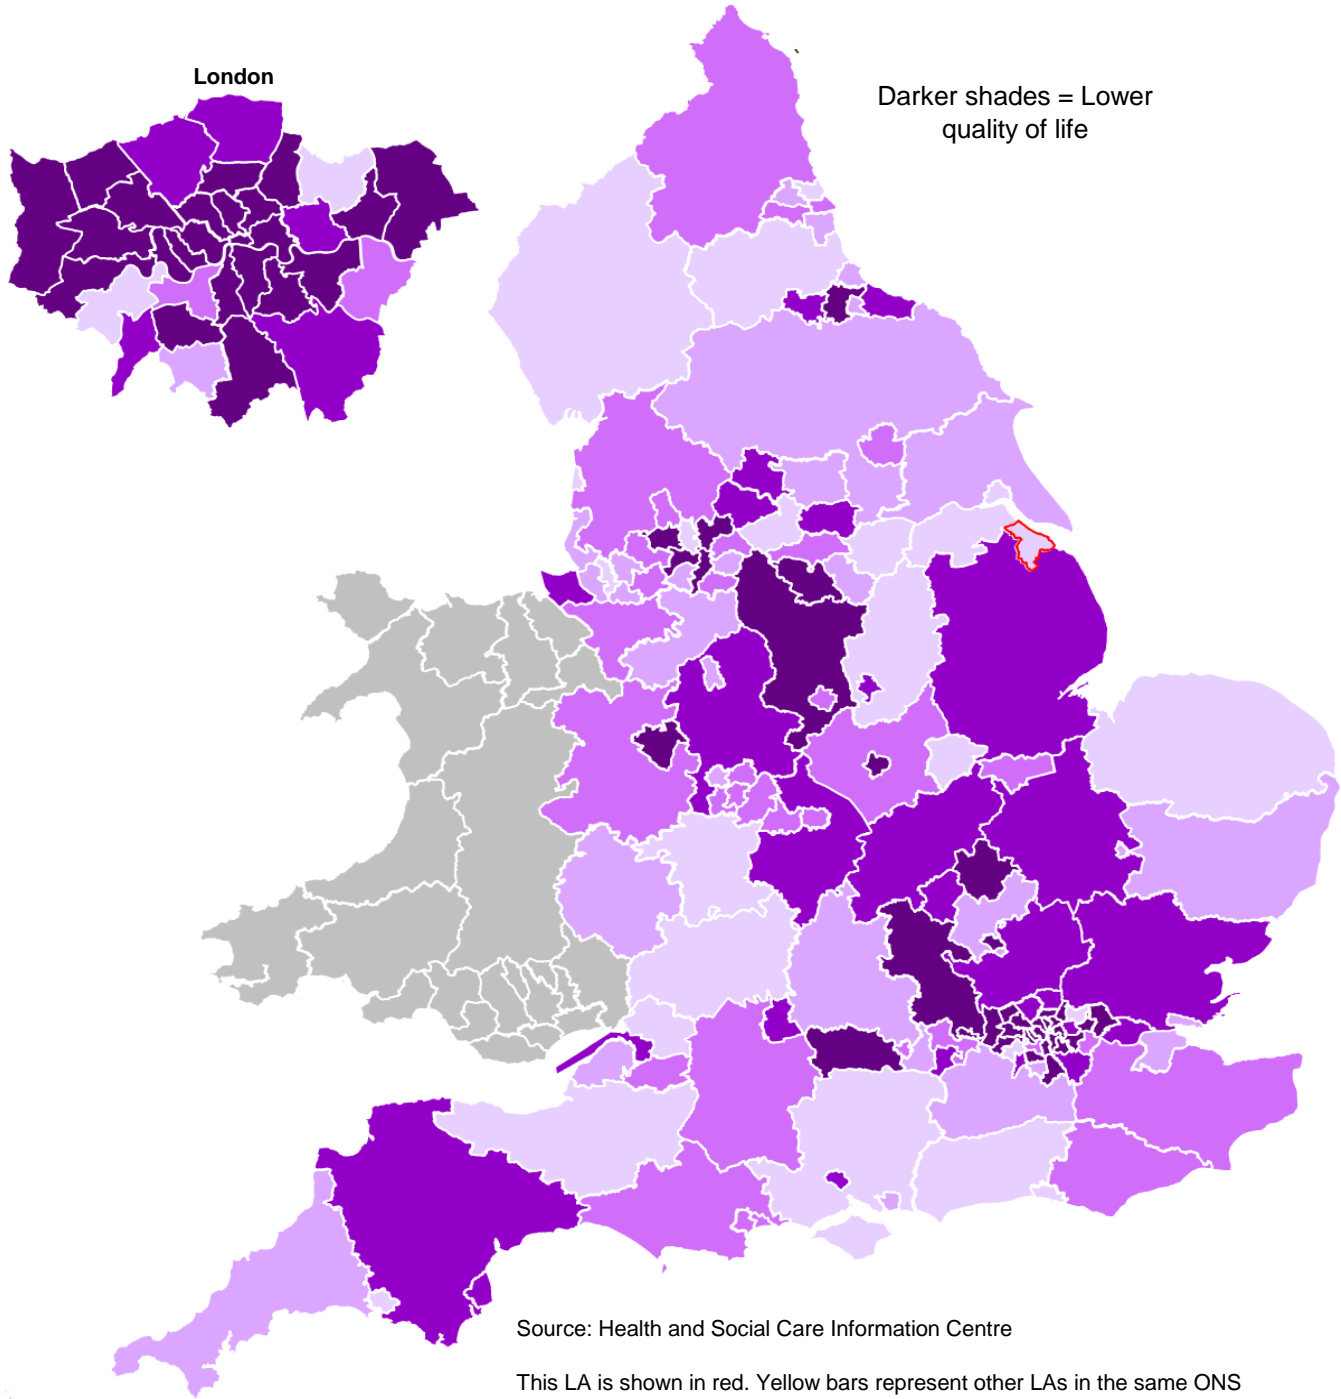 London
Darker shades = Lower
quality of life
Source: Health and Social Care Information Centre
This LA is shown in red. Yellow bars represent other LAs in the same ONS